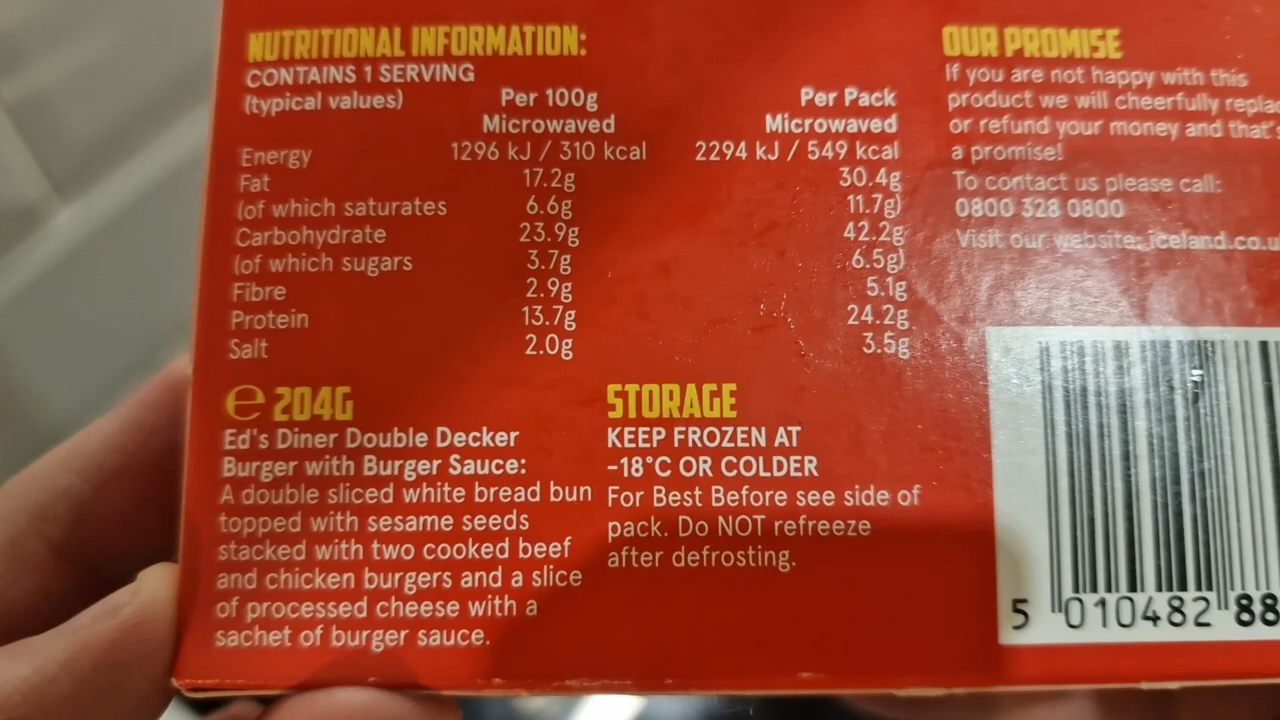 NUTRITIONAL INFORMATION:
CONTAINS 1 SERVING
(typical values) Per 100g Microwaved Per Pack Microwaved
Energy 1296 kJ / 310 kcal 2294 kJ / 549 kcal
Fat 17.2g 30.4g
(of which saturates 6.6g 11.7g)
Carbohydrate 23.9g 42.2g
(of which sugars 3.7g 6.5g)
Fibre 2.9g 5.1g
Protein 13.7g 24.2g
Salt 2.0g 3.5g
e 204G
Ed's Diner Double Decker
Burger with Burger Sauce:
A double sliced white bread bun
topped with sesame seeds
stacked with two cooked beef
and chicken burgers and a slice
of processed cheese with a
sachet of burger sauce.
STORAGE
KEEP FROZEN AT
-18°C OR COLDER
For Best Before see side of
pack. Do NOT refreeze
after defrosting.
OUR PROMISE
If you are not happy with this
product we will cheerfully
or refund your money and that's
a promise!
To contact us please call:
0800 328 0800
Visit our website: iceland.co.u
5 010482 88